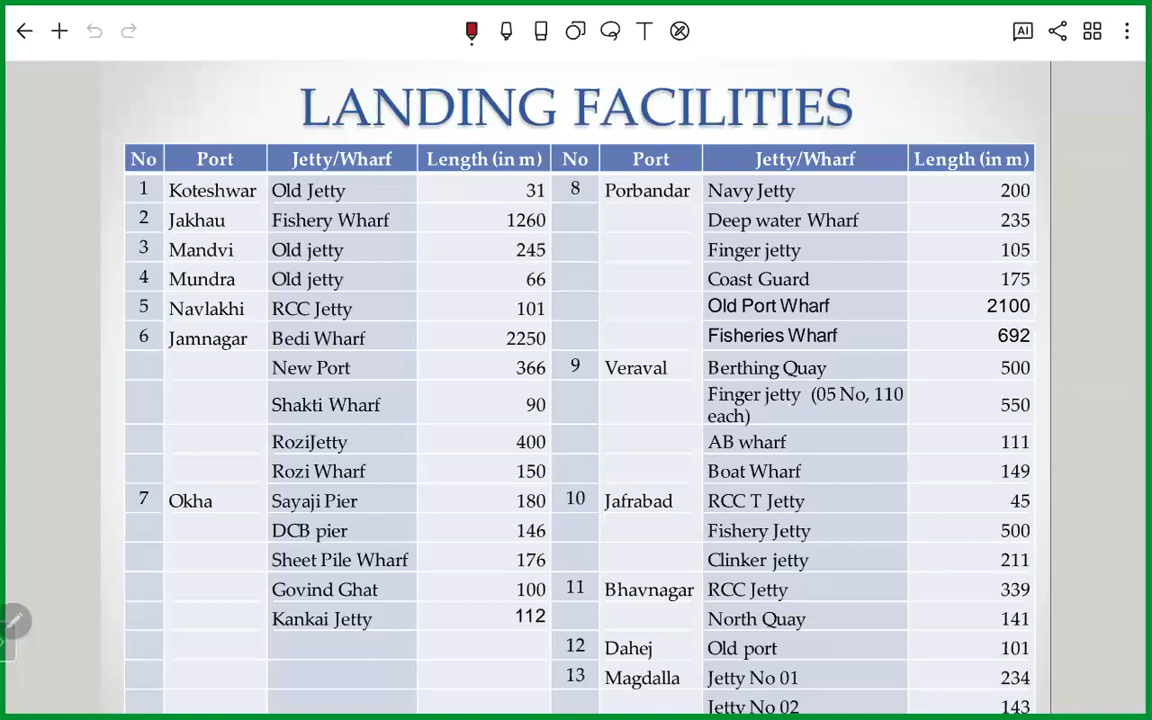 AI
LANDING FACILITIES
No Port Jetty/Wharf Length (in m) No Port Jetty/Wharf Length (in m)
1 Koteshwar Old Jetty 31 8 Porbandar Navy Jetty 200
2 Jakhau Fishery Wharf 1260 Deep water Wharf 235
3 Mandvi Old jetty 245 Finger jetty 105
4 Mundra Old jetty 66 Coast Guard 175
5 Navlakhi RCC Jetty 101 Old Port Wharf 2100
6 Jamnagar Bedi Wharf 2250 Fisheries Wharf 692
New Port 366 9 Veraval Berthing Quay 500
Shakti Wharf 90 Finger jetty (05 No, 110
each) 550
RoziJetty 400 AB wharf 111
Rozi Wharf 150 Boat Wharf 149
7 Okha Sayaji Pier 180 10 Jafrabad RCC T Jetty 45
DCB pier 146 Fishery Jetty 500
Sheet Pile Wharf 176 Clinker jetty 211
Govind Ghat 100 11 Bhavnagar RCC Jetty 339
Kankai Jetty 112 North Quay 141
12 Dahej Old port 101
13 Magdalla Jetty No 01 234
Jetty No 02 143